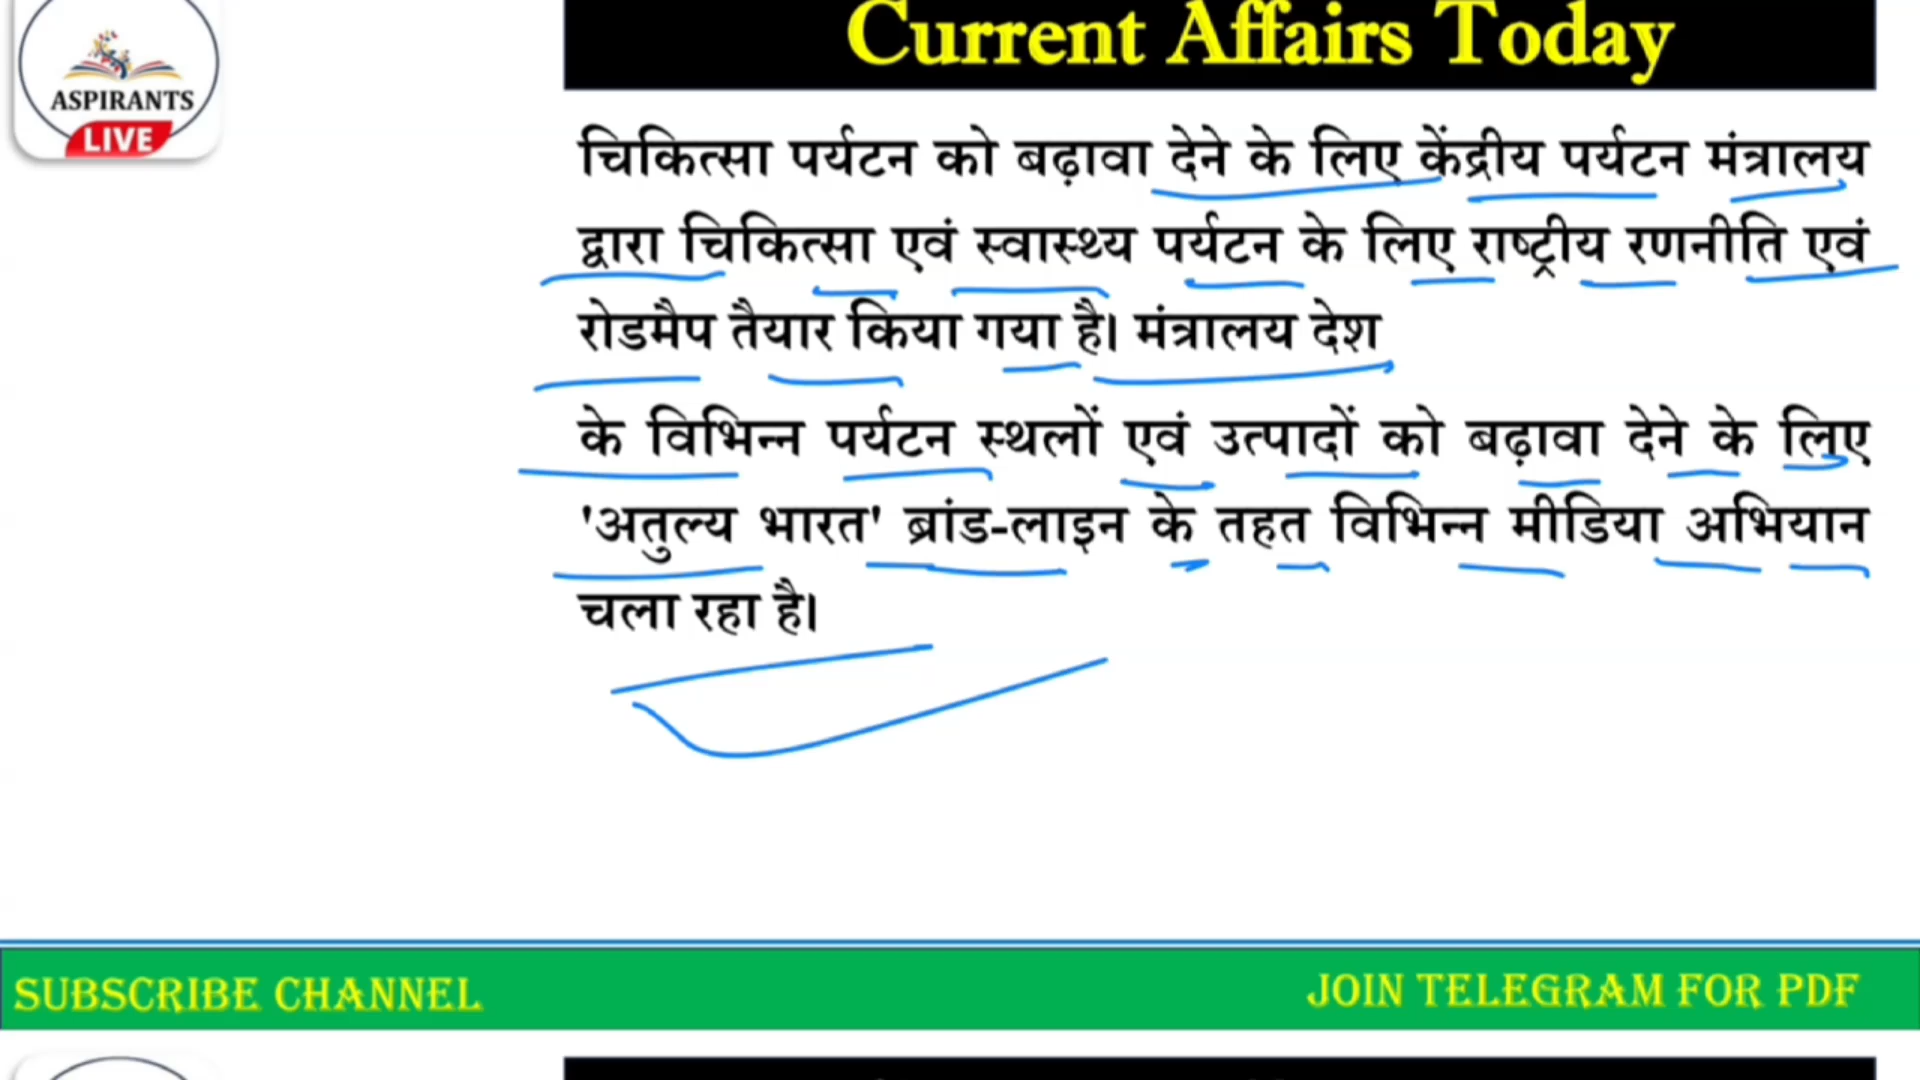 Current Affairs Today
ASPIRANTS
LIVE
चिकित्सा पर्यटन को बढ़ावा देने के लिए केंद्रीय पर्यटन मंत्रालय
द्वारा चिकित्सा एवं स्वास्थ्य पर्यटन के लिए राष्ट्रीय रणनीति एवं
रोडमैप तैयार किया गया है। मंत्रालय देश
के विभिन्न पर्यटन स्थलों एवं उत्पादों को बढ़ावा देने के लिए
'अतुल्य भारत' ब्रांड-लाइन के तहत विभिन्न मीडिया अभियान
चला रहा है।
SUBSCRIBE CHANNEL
JOIN TELEGRAM FOR PDF